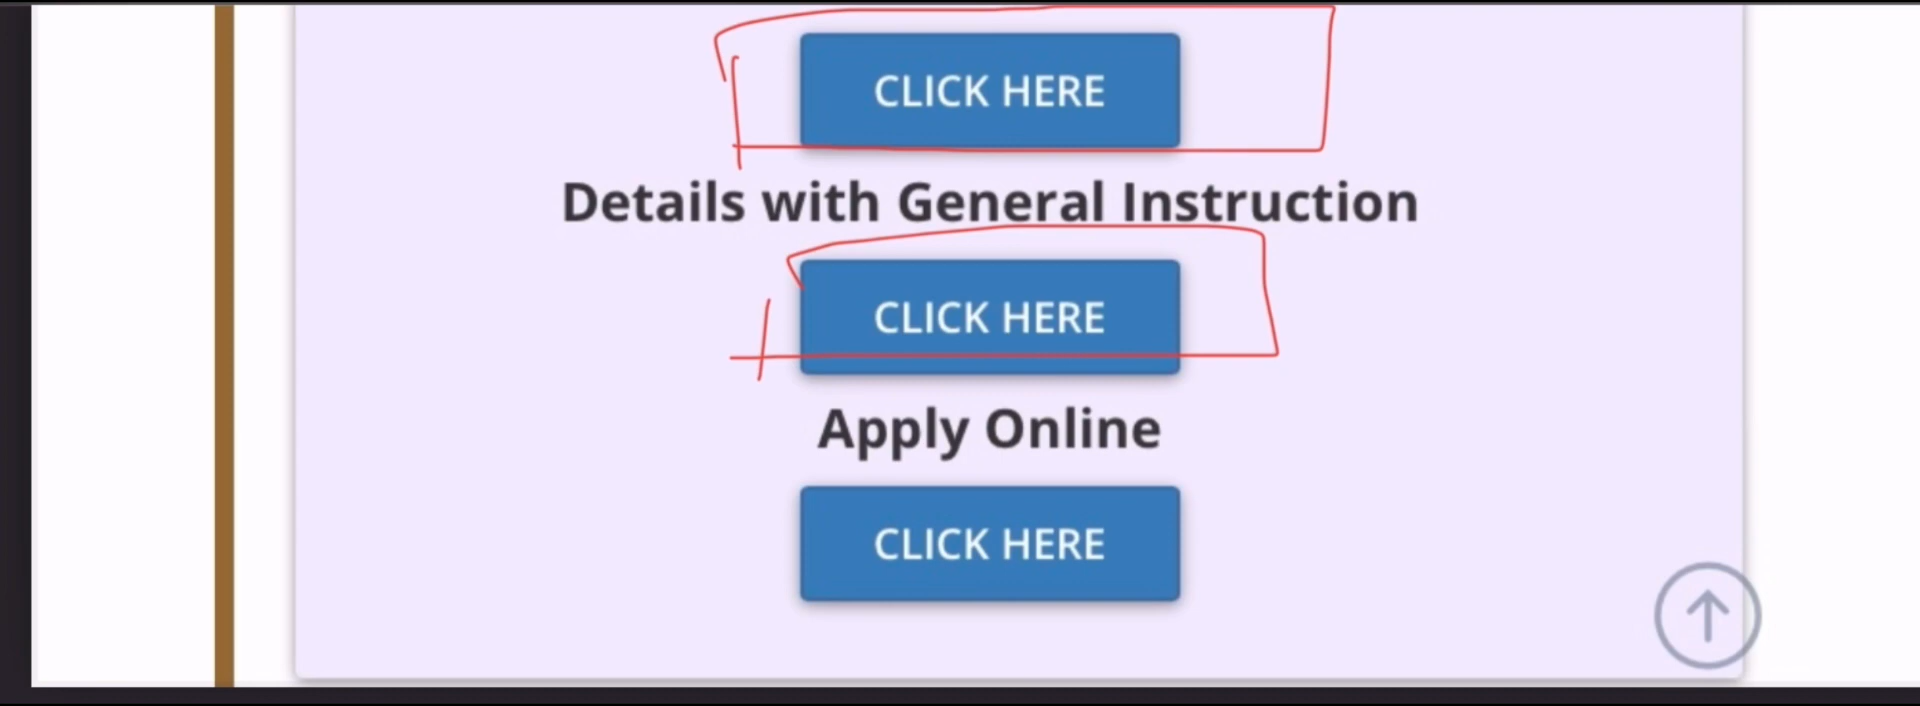 CLICK HERE
Details with General Instruction
CLICK HERE
Apply Online
CLICK HERE